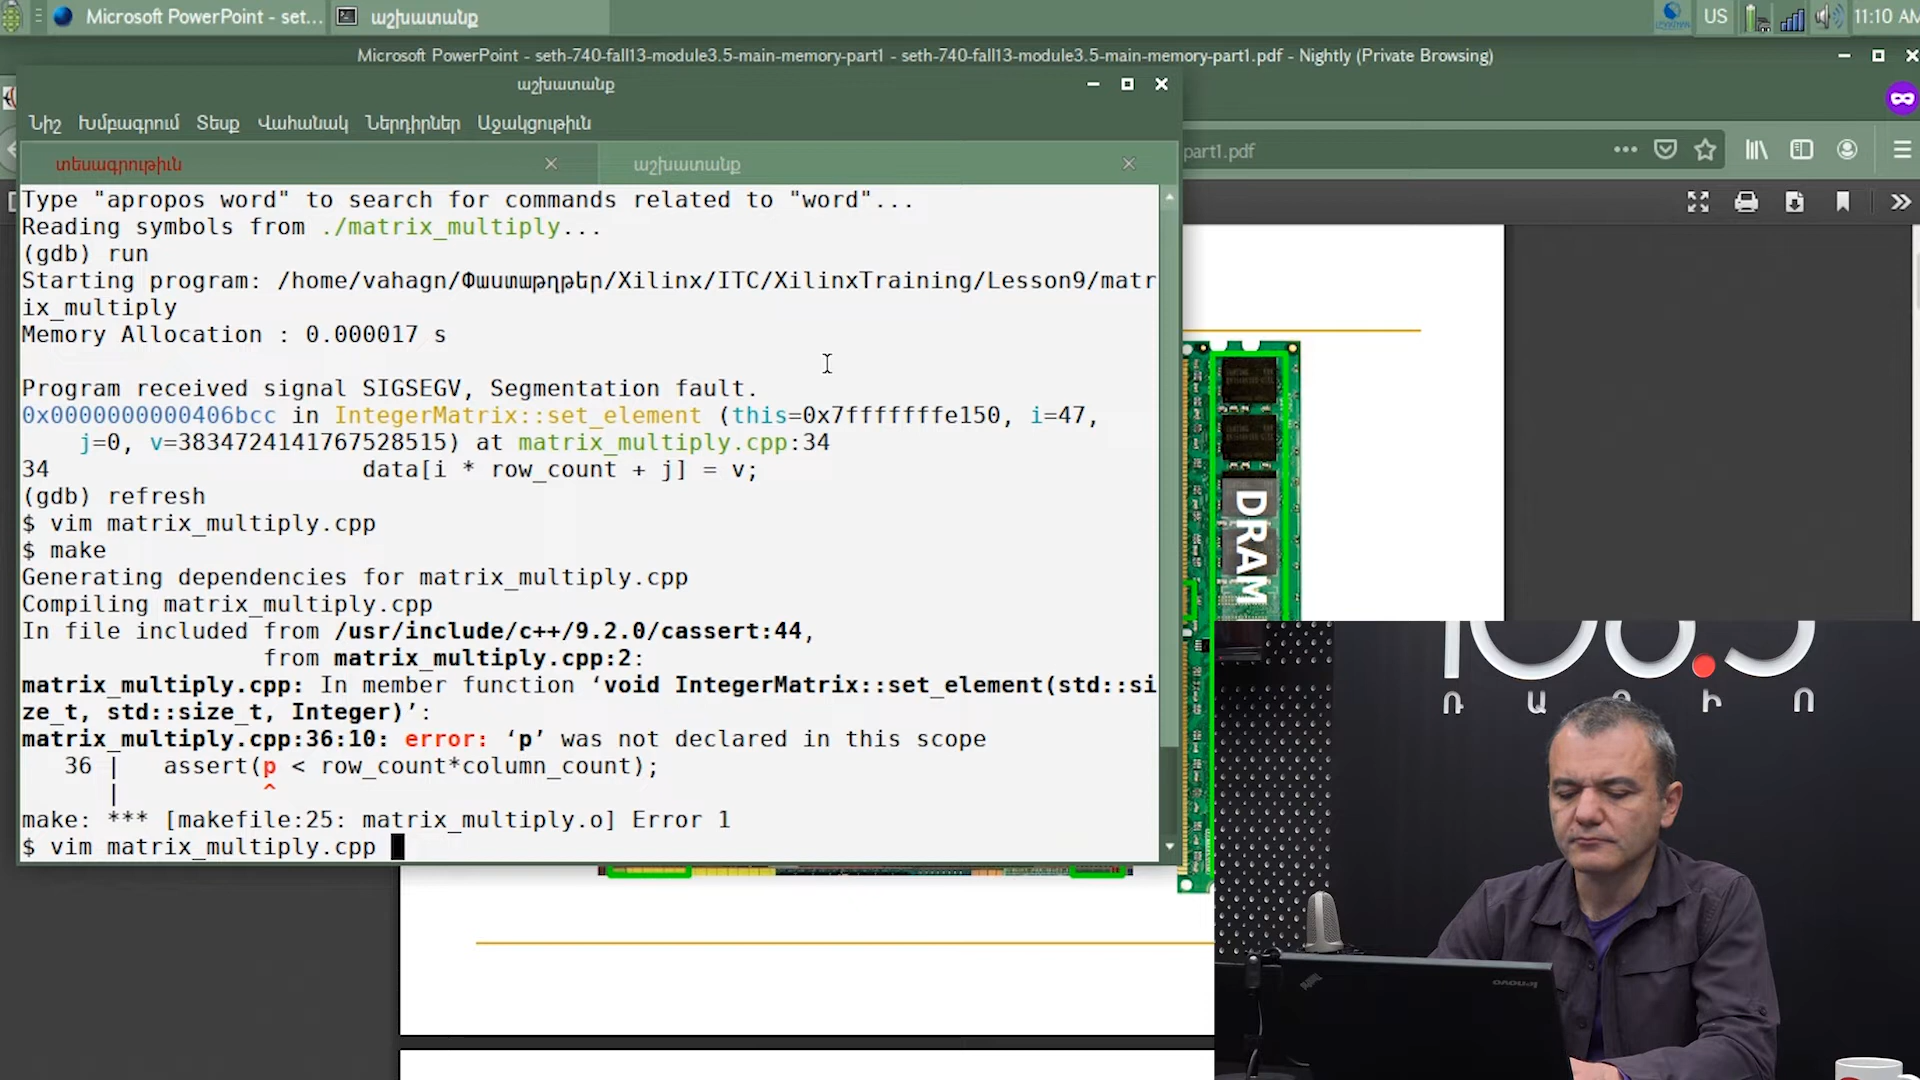 Microsoft PowerPoint - set...
աշխատանք
US
11:10 AM
Microsoft PowerPoint - seth-740-fall13-module3.5-main-memory-part1 - seth-740-fall13-module3.5-main-memory-part1.pdf - Nightly (Private Browsing)
աշխատանք
Նիշ Խմբագրում Տեսք Վահանակ Ներդիրներ Աջակցութիւն
տեսագրութիւն
աշխատանք
part1.pdf
Type "apropos word" to search for commands related to "word"...
Reading symbols from ./matrix_multiply...
(gdb) run
Starting program: /home/vahagn/Փաստաթղթեր/Xilinx/ITC/XilinxTraining/Lesson9/matr
ix_multiply
Memory Allocation : 0.000017 s
Program received signal SIGSEGV, Segmentation fault.
0x0000000000406bcc in IntegerMatrix::set_element (this=0x7fffffffe150, i=47,
j=0, v=3834724141767528515) at matrix_multiply.cpp:34
34 data[i * row_count + j] = v;
(gdb) refresh
$ vim matrix_multiply.cpp
$ make
Generating dependencies for matrix_multiply.cpp
Compiling matrix_multiply.cpp
In file included from /usr/include/c++/9.2.0/cassert:44,
from matrix_multiply.cpp:2:
matrix_multiply.cpp: In member function ‘void IntegerMatrix::set_element(std::si
ze_t, std::size_t, Integer)’:
matrix_multiply.cpp:36:10: error: ‘p’ was not declared in this scope
36 | assert(p < row_count*column_count);
| ^
make: *** [makefile:25: matrix_multiply.o] Error 1
$ vim matrix_multiply.cpp
DRAM
106.5
ՌԱԴԻՈ
lenovo